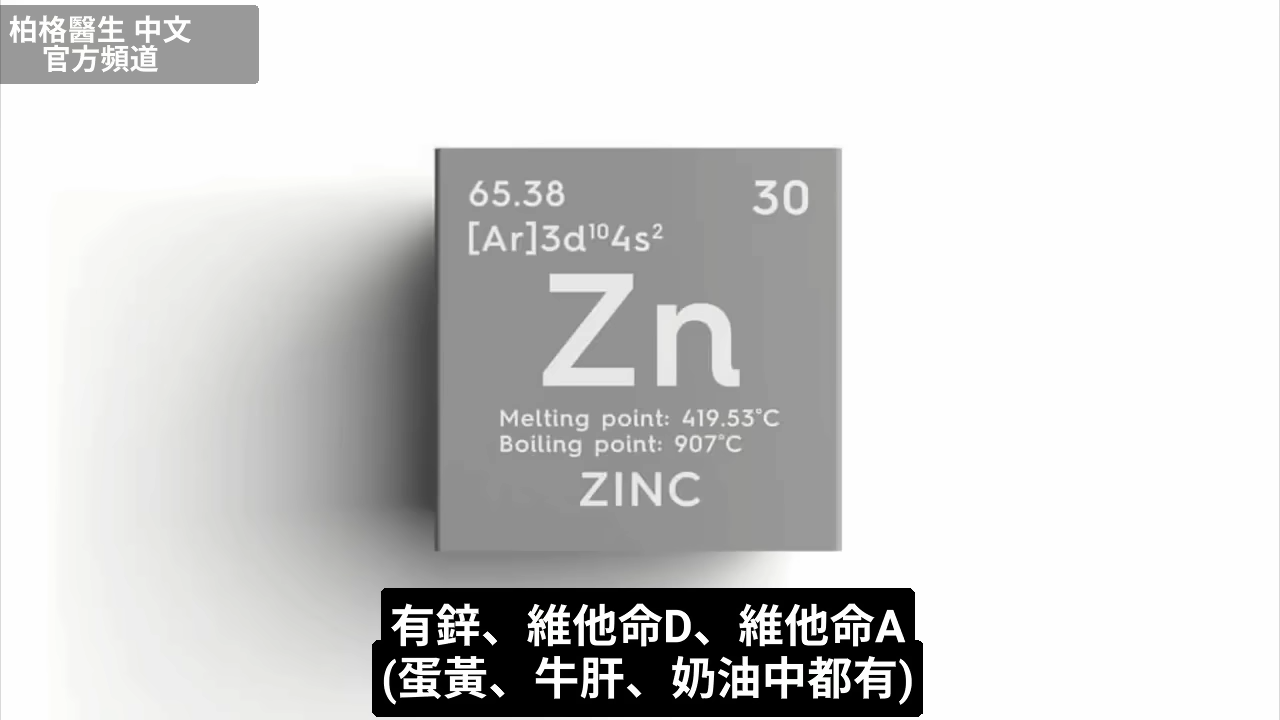 柏格醫生 中文
官方頻道
65.38
30
[Ar]3d¹⁰4s²
Zn
Melting point: 419.53°C
Boiling point: 907°C
ZINC
有鋅、維他命D、維他命A
(蛋黃、牛肝、奶油中都有)